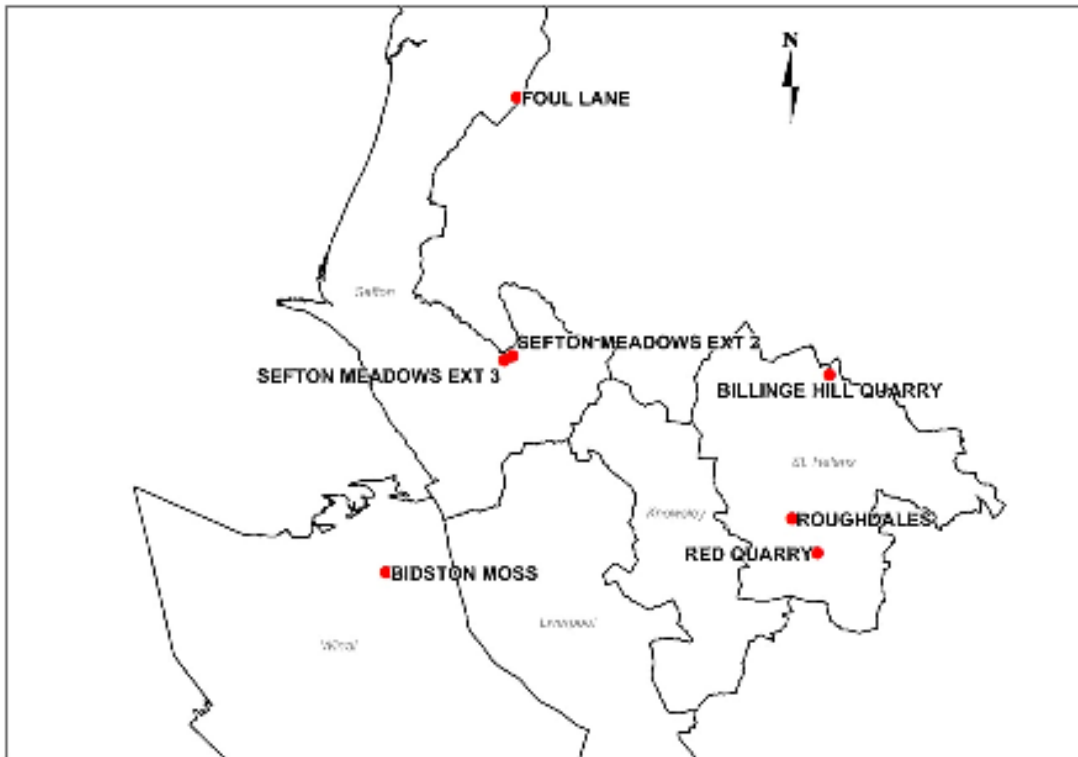 N
FOUL LANE
Sefton
SEFTON MEADOWS EXT 2
SEFTON MEADOWS EXT 3
BILLINGE HILL QUARRY
St. Helens
Knowsley
ROUGHDALES
RED QUARRY
BIDSTON MOSS
Liverpool
Wirral